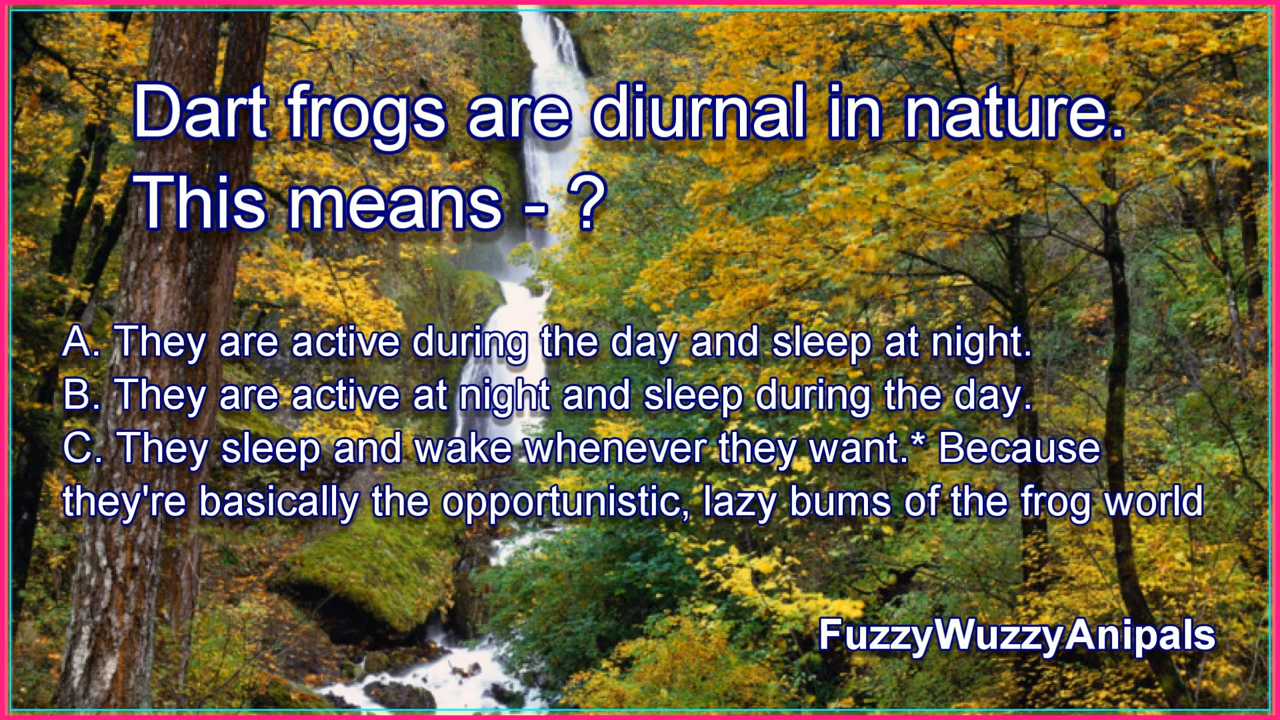 Dart frogs are diurnal in nature.
This means - ?
A. They are active during the day and sleep at night.
B. They are active at night and sleep during the day.
C. They sleep and wake whenever they want.* Because
they're basically the opportunistic, lazy bums of the frog world
FuzzyWuzzyAnipals